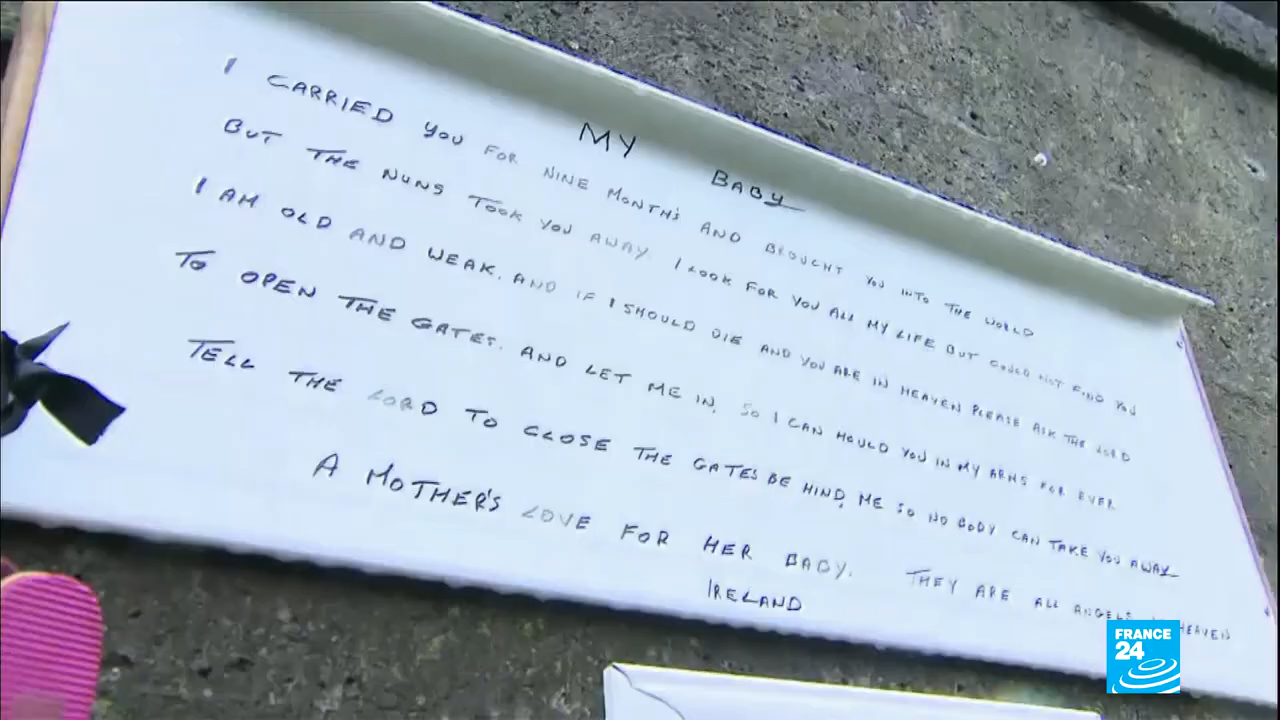 MY BABY
I CARRIED YOU FOR NINE MONTHS AND BROUGHT YOU INTO THE WORLD
BUT THE NUNS TOOK YOU AWAY. I LOOK FOR YOU ALL MY LIFE BUT COULD NOT FIND YOU
I AM OLD AND WEAK, AND IF I SHOULD DIE AND YOU ARE IN HEAVEN PLEASE ASK THE LORD
TO OPEN THE GATES. AND LET ME IN, SO I CAN HOULD YOU IN MY ARMS FOR EVER
TELL THE LORD TO CLOSE THE GATES BE HIND, ME SO NO BODY CAN TAKE YOU AWAY
A MOTHER'S LOVE FOR HER BABY. THEY ARE ALL ANGELS IN HEAVEN
IRELAND
FRANCE
24